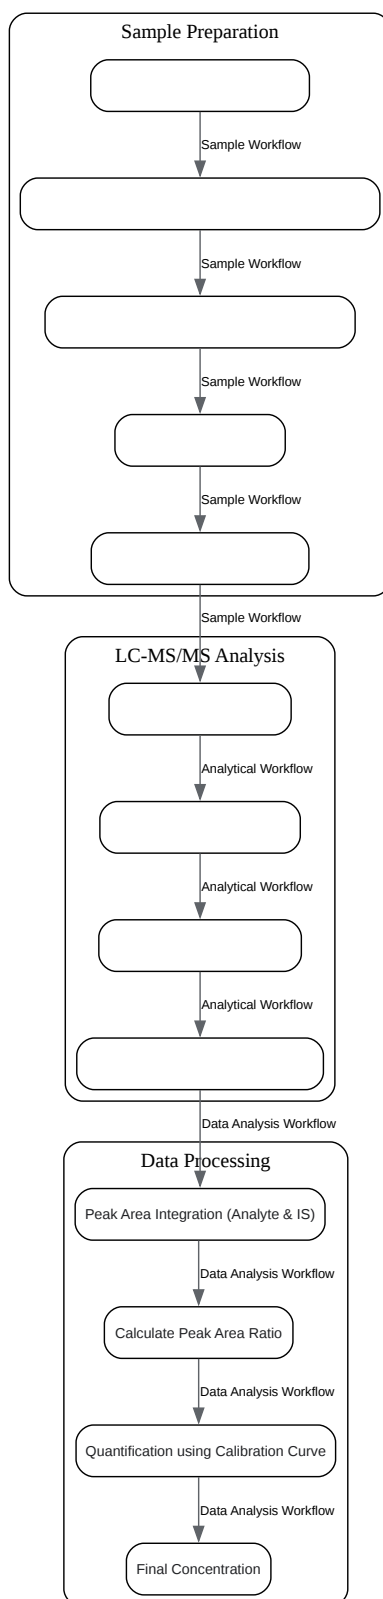 Sample Preparation
Sample Workflow
Sample Workflow
Sample Workflow
Sample Workflow
Sample Workflow
LC-MS/MS Analysis
Analytical Workflow
Analytical Workflow
Analytical Workflow
Data Analysis Workflow
Data Processing
Peak Area Integration (Analyte & IS)
Data Analysis Workflow
Calculate Peak Area Ratio
Data Analysis Workflow
Quantification using Calibration Curve
Data Analysis Workflow
Final Concentration